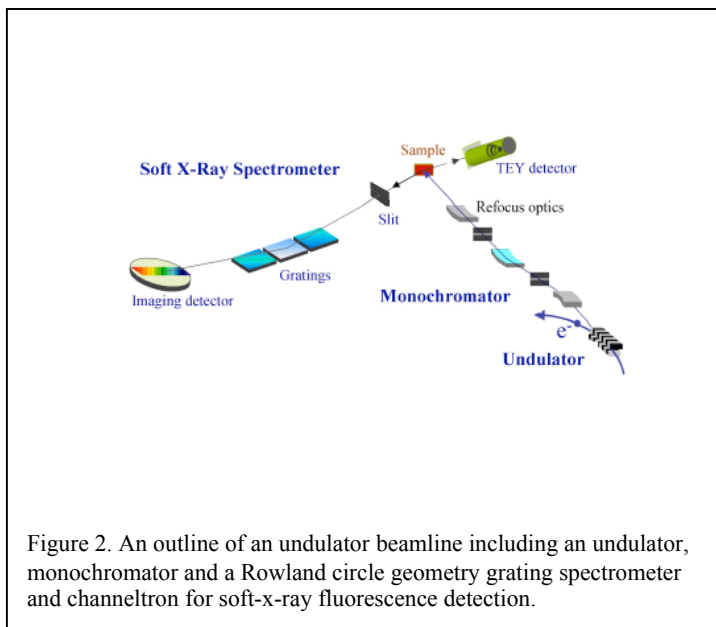 Sample
Soft X-Ray Spectrometer
TEY detector
Slit
Refocus optics
Gratings
Imaging detector
Monochromator
e-
Undulator
Figure 2. An outline of an undulator beamline including an undulator,
monochromator and a Rowland circle geometry grating spectrometer
and channeltron for soft-x-ray fluorescence detection.